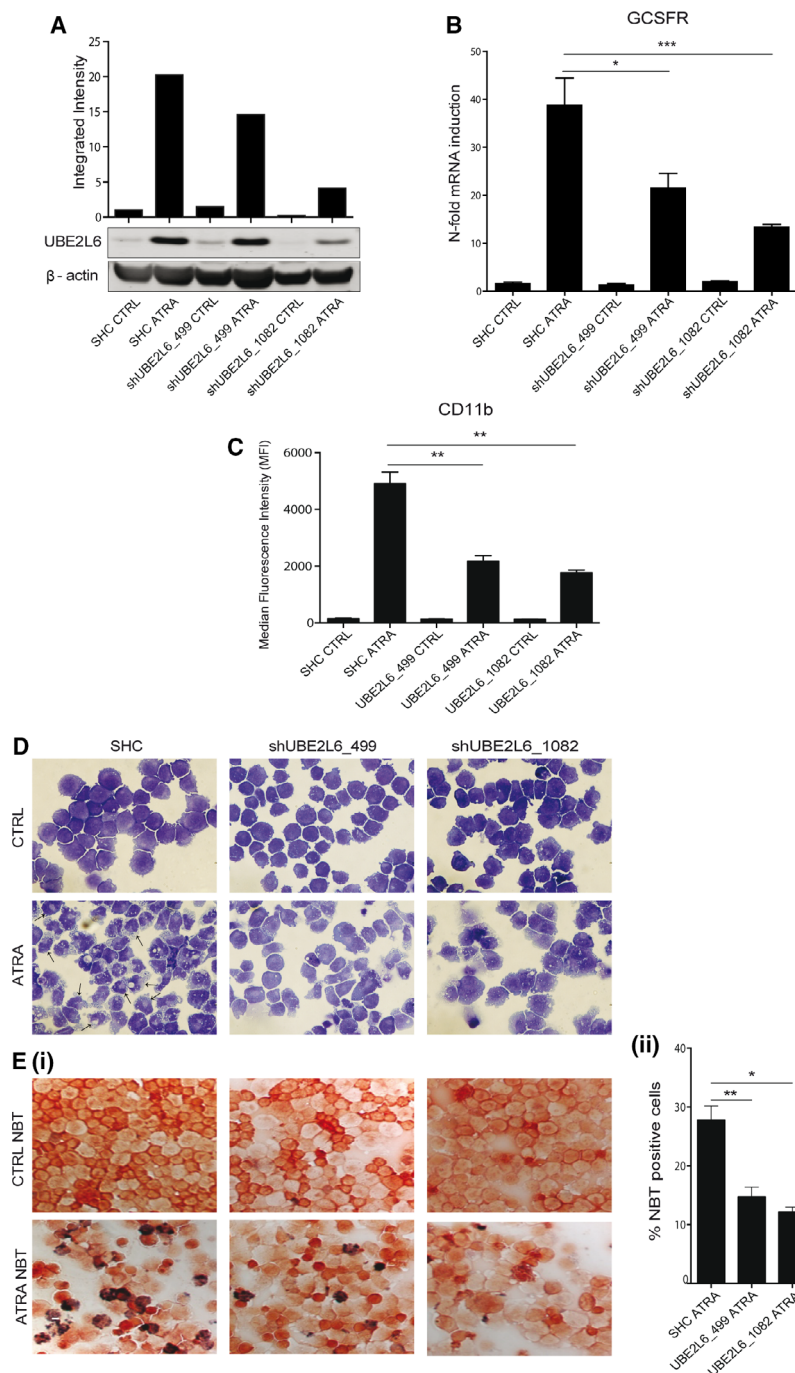 A
Integrated Intensity
25
20
15
10
5
0
UBE2L6
β - actin
SHC CTRL
SHC ATRA
shUBE2L6_499 CTRL
shUBE2L6_499 ATRA
shUBE2L6_1082 CTRL
shUBE2L6_1082 ATRA
B
GCSFR
N-fold mRNA induction
50
40
30
20
10
0
***
*
SHC CTRL
SHC ATRA
shUBE2L6_499 CTRL
shUBE2L6_499 ATRA
shUBE2L6_1082 CTRL
shUBE2L6_1082 ATRA
C
CD11b
Median Fluorescence Intensity (MFI)
6000
4000
2000
0
**
**
SHC CTRL
SHC ATRA
UBE2L6_499 CTRL
UBE2L6_499 ATRA
UBE2L6_1082 CTRL
UBE2L6_1082 ATRA
D
SHC
shUBE2L6_499
shUBE2L6_1082
CTRL
ATRA
E (i)
CTRL NBT
ATRA NBT
(ii)
% NBT positive cells
40
30
20
10
0
*
**
SHC ATRA
UBE2L6_499 ATRA
UBE2L6_1082 ATRA